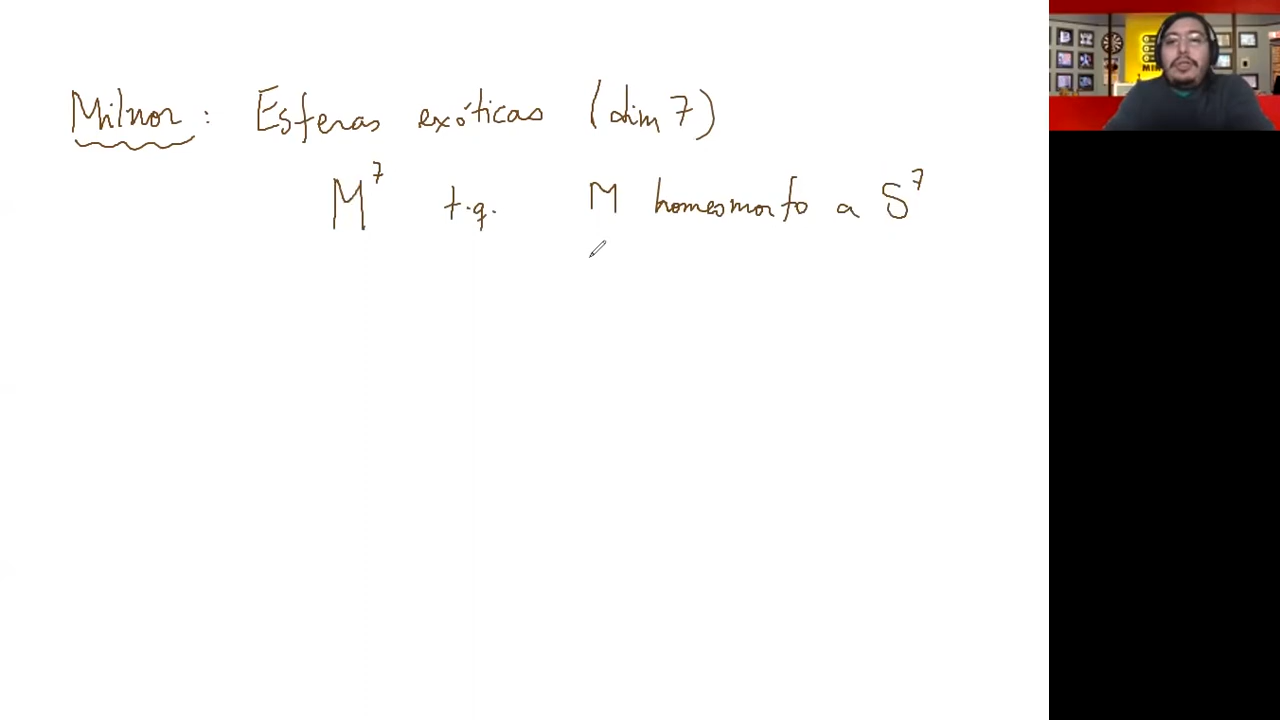 Milnor: Esferas exóticas (dim 7)
M⁷ t.q. M homeomorfo a S⁷